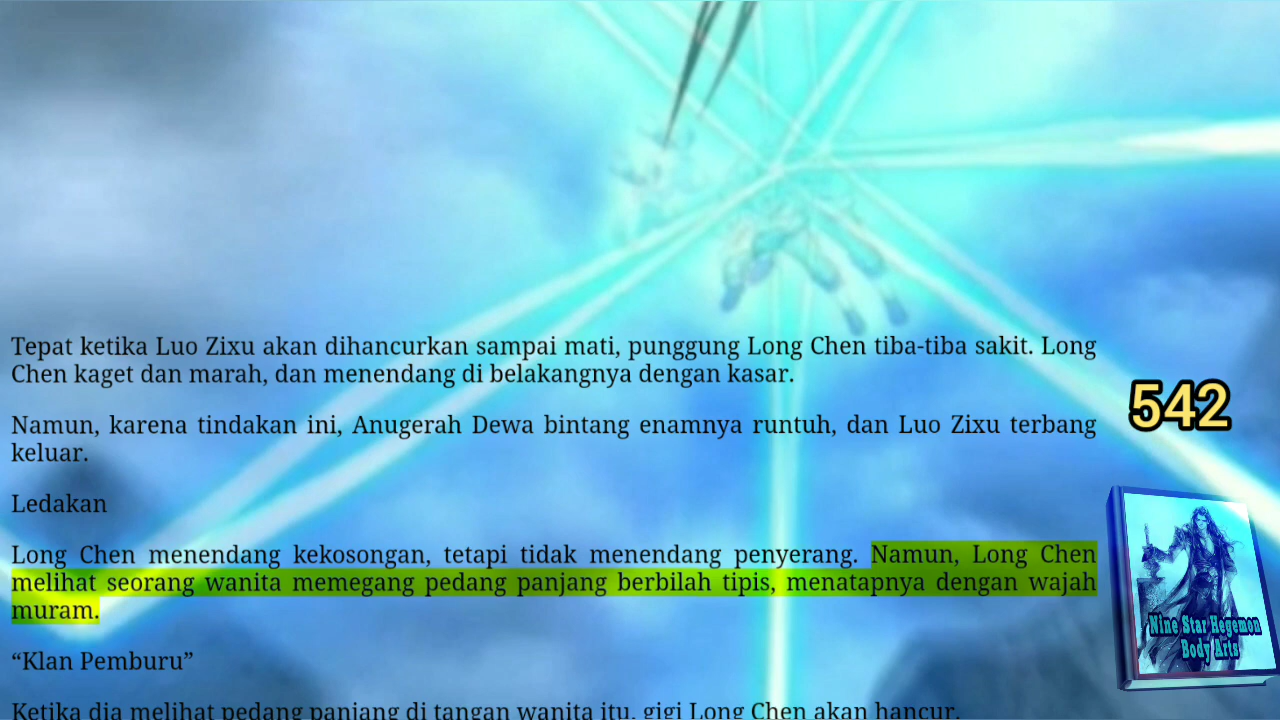 Tepat ketika Luo Zixu akan dihancurkan sampai mati, punggung Long Chen tiba-tiba sakit. Long
Chen kaget dan marah, dan menendang di belakangnya dengan kasar.
Namun, karena tindakan ini, Anugerah Dewa bintang enamnya runtuh, dan Luo Zixu terbang
keluar.
542
Ledakan
Long Chen menendang kekosongan, tetapi tidak menendang penyerang. Namun, Long Chen
melihat seorang wanita memegang pedang panjang berbilah tipis, menatapnya dengan wajah
muram.
Nine Star Hegemon
Body Arts
“Klan Pemburu”
Ketika dia melihat pedang panjang di tangan wanita itu, gigi Long Chen akan hancur.